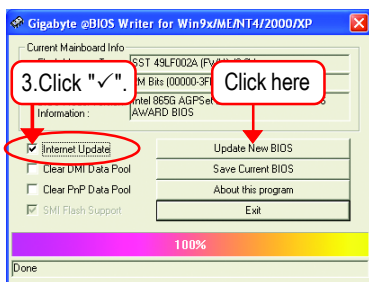 Gigabyte @BIOS Writer for Win9x/ME/NT4/2000/XP
Current Mainboard Info
SST 49LF002A
3.Click "✓".
M Bits (00000-3F
Click here
Intel 865G AGPSet
Information : AWARD BIOS
Internet Update
Update New BIOS
Clear DMI Data Pool
Save Current BIOS
Clear PnP Data Pool
About this program
SMI Flash Support
Exit
100%
Done